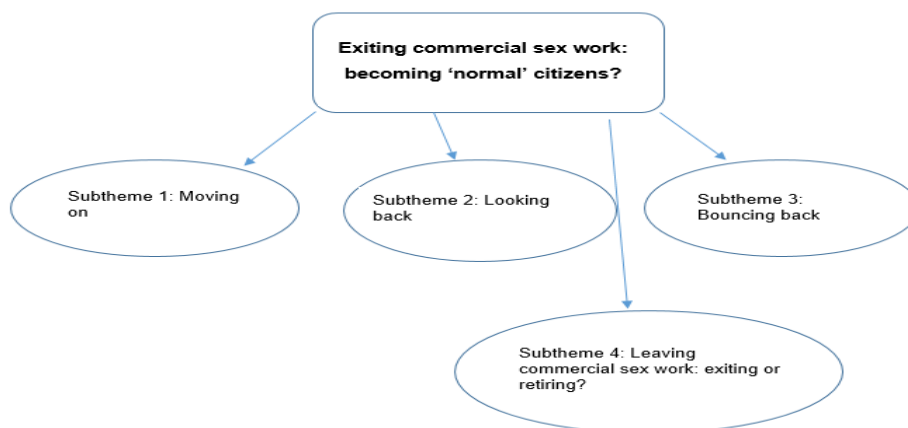 Exiting commercial sex work:
becoming ‘normal’ citizens?
Subtheme 1: Moving
on
Subtheme 2: Looking
back
Subtheme 3:
Bouncing back
Subtheme 4: Leaving
commercial sex work: exiting or
retiring?